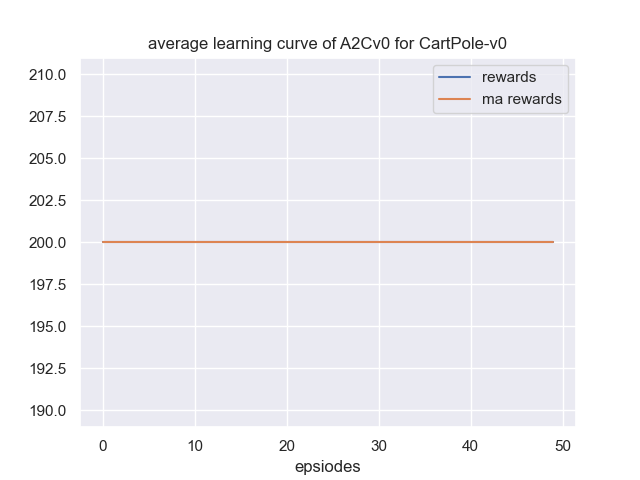 average learning curve of A2Cv0 for CartPole-v0
rewards
ma rewards
210.0
207.5
205.0
202.5
200.0
197.5
195.0
192.5
190.0
0 10 20 30 40 50
epsiodes